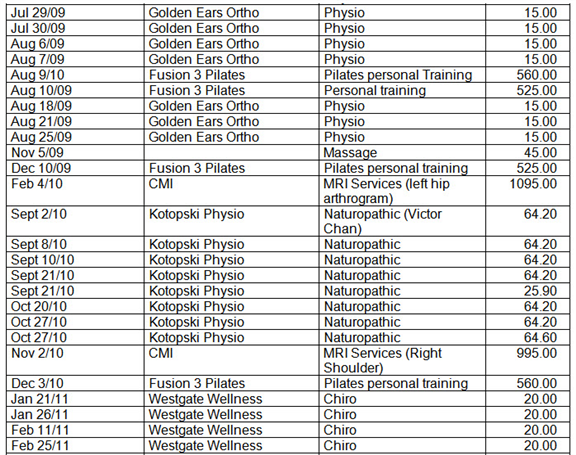 Jul 29/09 Golden Ears Ortho Physio 15.00
Jul 30/09 Golden Ears Ortho Physio 15.00
Aug 6/09 Golden Ears Ortho Physio 15.00
Aug 7/09 Golden Ears Ortho Physio 15.00
Aug 9/10 Fusion 3 Pilates Pilates personal Training 560.00
Aug 10/09 Fusion 3 Pilates Personal training 525.00
Aug 18/09 Golden Ears Ortho Physio 15.00
Aug 21/09 Golden Ears Ortho Physio 15.00
Aug 25/09 Golden Ears Ortho Physio 15.00
Nov 5/09 Massage 45.00
Dec 10/09 Fusion 3 Pilates Pilates personal training 525.00
Feb 4/10 CMI MRI Services (left hip 1095.00
arthrogram)
Sept 2/10 Kotopski Physio Naturopathic (Victor 64.20
Chan)
Sept 8/10 Kotopski Physio Naturopathic 64.20
Sept 10/10 Kotopski Physio Naturopathic 64.20
Sept 21/10 Kotopski Physio Naturopathic 64.20
Sept 21/10 Kotopski Physio Naturopathic 25.90
Oct 20/10 Kotopski Physio Naturopathic 64.20
Oct 27/10 Kotopski Physio Naturopathic 64.20
Oct 27/10 Kotopski Physio Naturopathic 64.60
Nov 2/10 CMI MRI Services (Right 995.00
Shoulder)
Dec 3/10 Fusion 3 Pilates Pilates personal training 560.00
Jan 21/11 Westgate Wellness Chiro 20.00
Jan 26/11 Westgate Wellness Chiro 20.00
Feb 11/11 Westgate Wellness Chiro 20.00
Feb 25/11 Westgate Wellness Chiro 20.00